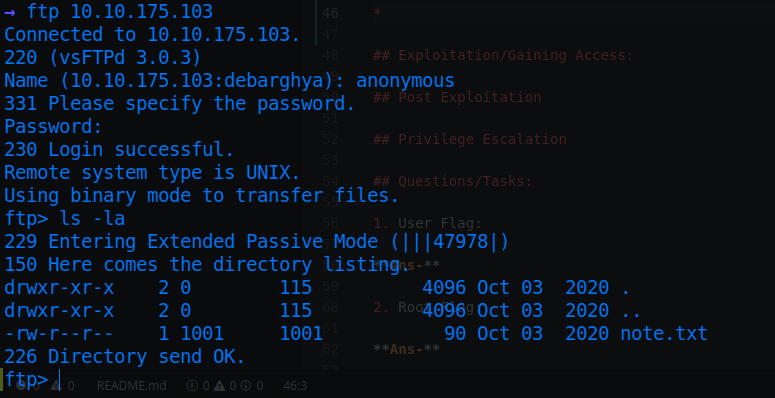 → ftp 10.10.175.103
Connected to 10.10.175.103.
220 (vsFTPd 3.0.3)
Name (10.10.175.103:debarghya): anonymous
331 Please specify the password.
Password:
230 Login successful.
Remote system type is UNIX.
Using binary mode to transfer files.
ftp> ls -la
229 Entering Extended Passive Mode (|||47978|)
150 Here comes the directory listing.
drwxr-xr-x    2 0        115          4096 Oct 03  2020 .
drwxr-xr-x    2 0        115          4096 Oct 03  2020 ..
-rw-r--r--    1 1001     1001           90 Oct 03  2020 note.txt
226 Directory send OK.
ftp>
46 *
47
48 ## Exploitation/Gaining Access:
## Post Exploitation
51
52 ## Privilege Escalation
53
54 ## Questions/Tasks:
56 1. User Flag:
**Ans-**
59
60 2. Root Flag:
61
62 **Ans-**
0 0 README.md 0 0 0 46:3